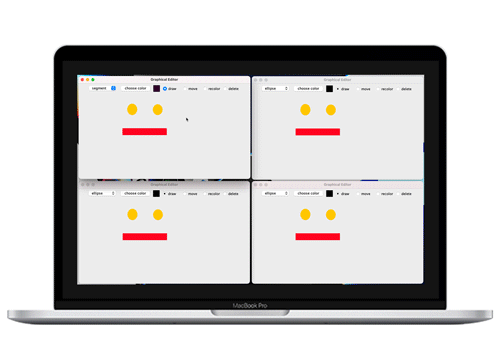 Graphical Editor
segment choose color draw move recolor delete
Graphical Editor
ellipse choose color draw move recolor delete
Graphical Editor
ellipse choose color draw move recolor delete
Graphical Editor
ellipse choose color draw move recolor delete
MacBook Pro